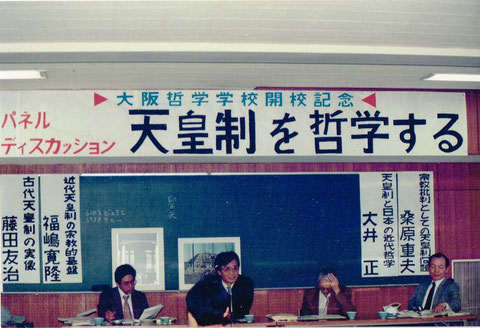 ▶大阪哲学学校開校記念◀
パネル
ディスカッション
天皇制を哲学する
宗教批判としての天皇制
桑原重夫
天皇制と日本の近代哲学
大井 正
近代天皇制の宗教的基盤
福嶋寛隆
古代天皇制の実像
藤田友治